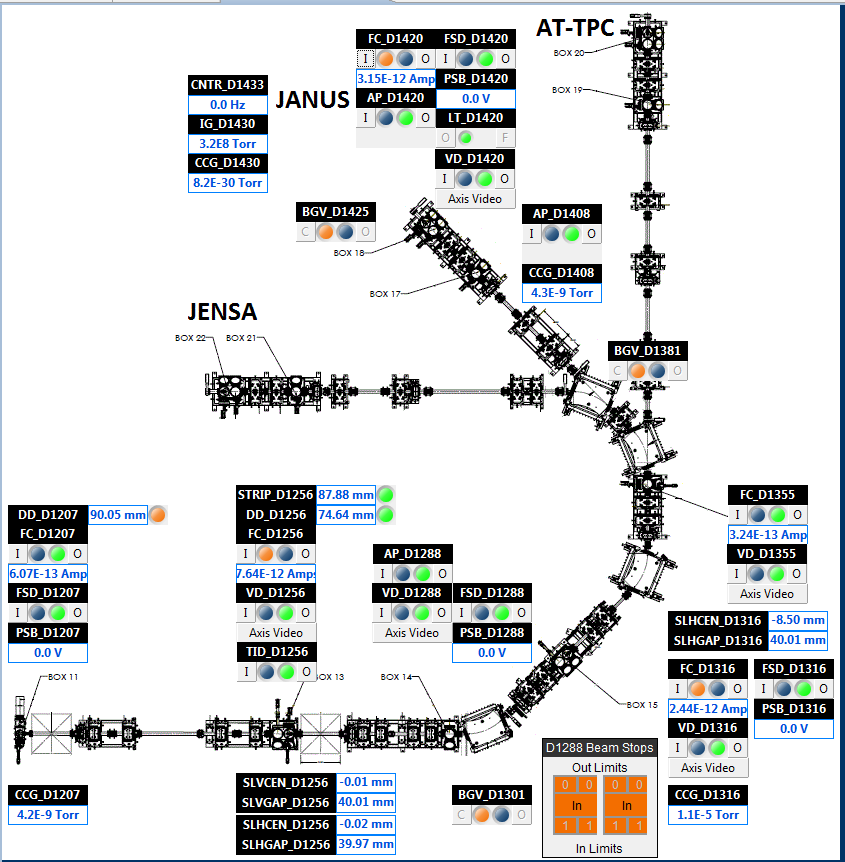 AT-TPC
BOX 20
BOX 19
FC_D1420
I O
3.15E-12 Amp
AP_D1420
I O
FSD_D1420
I O
PSB_D1420
0.0 V
LT_D1420
O F
VD_D1420
I O
Axis Video
CNTR_D1433
0.0 Hz
IG_D1430
3.2E8 Torr
CCG_D1430
8.2E-30 Torr
JANUS
BGV_D1425
C O
BOX 18
BOX 17
AP_D1408
I O
CCG_D1408
4.3E-9 Torr
JENSA
BOX 22 BOX 21
BGV_D1381
C O
DD_D1207 90.05 mm
FC_D1207
I O
6.07E-13 Amp
FSD_D1207
I O
PSB_D1207
0.0 V
STRIP_D1256 87.88 mm
DD_D1256 74.64 mm
FC_D1256
I O
7.64E-12 Amps
VD_D1256
I O
Axis Video
TID_D1256
I O
AP_D1288
I O
VD_D1288
I O
Axis Video
FSD_D1288
I O
PSB_D1288
0.0 V
FC_D1355
I O
3.24E-13 Amp
VD_D1355
I O
Axis Video
SLHCEN_D1316 -8.50 mm
SLHGAP_D1316 40.01 mm
FC_D1316
I O
2.44E-12 Amp
VD_D1316
I O
Axis Video
FSD_D1316
I O
PSB_D1316
0.0 V
CCG_D1316
1.1E-5 Torr
BOX 11
BOX 13
BOX 14
BOX 15
CCG_D1207
4.2E-9 Torr
SLVCEN_D1256 -0.01 mm
SLVGAP_D1256 40.01 mm
SLHCEN_D1256 -0.02 mm
SLHGAP_D1256 39.97 mm
BGV_D1301
C O
D1288 Beam Stops
Out Limits
0 0 0 0
In In
1 1 1 1
In Limits